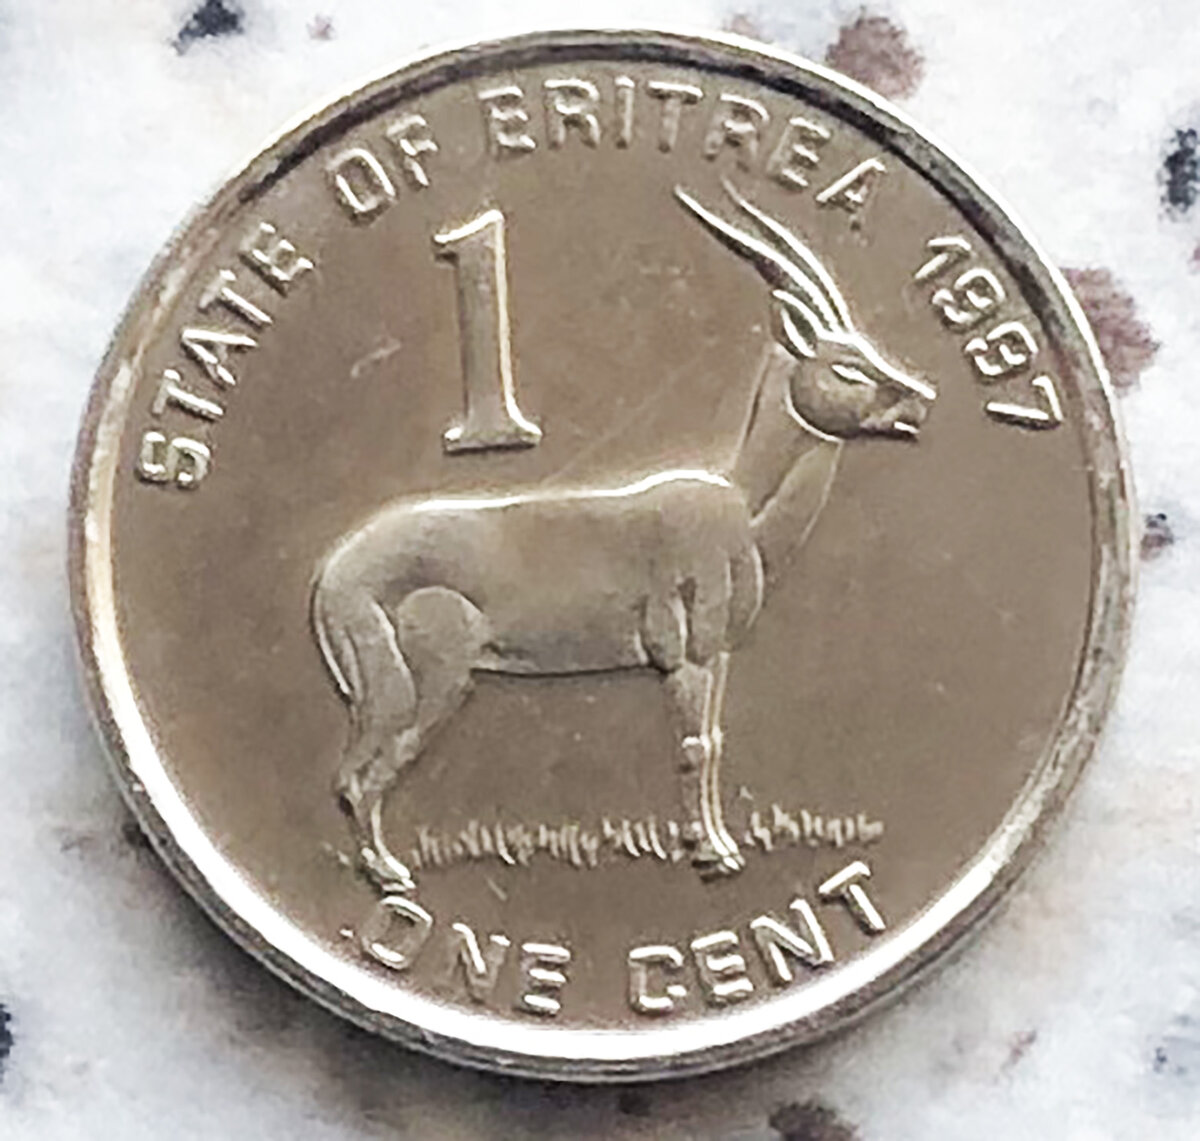 STATE OF ERITREA 1997
1
ONE CENT